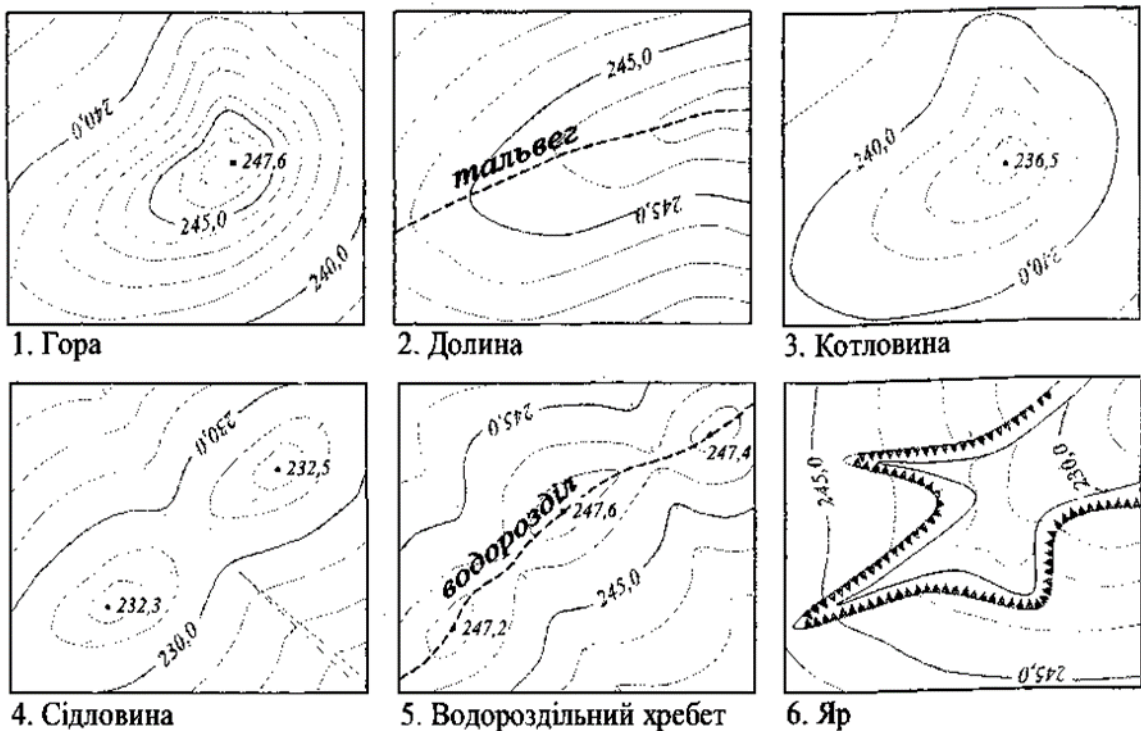 240,0
247,6
245,0
240,0
1. Гора
245,0
тальвег
245,0
2. Долина
240,0
236,5
240,0
3. Котловина
230,0
232,5
232,3
230,0
4. Сідловина
245,0
247,4
водорозділ
247,6
245,0
247,2
5. Водороздільний хребет
245,0
230,0
245,0
6. Яр